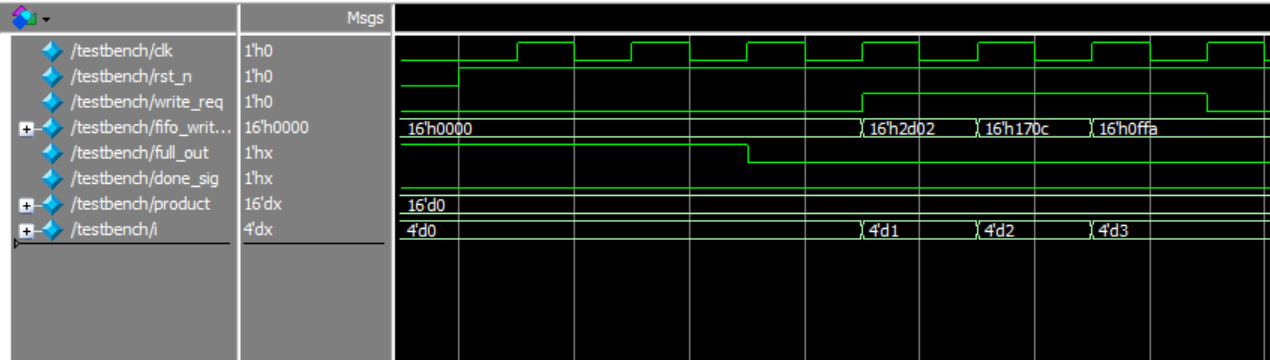 Msgs
/testbench/clk 1'h0
/testbench/rst_n 1'h0
/testbench/write_req 1'h0
/testbench/fifo_writ... 16'h0000 16'h0000 16'h2d02 16'h170c 16'h0ffa
/testbench/full_out 1'hx
/testbench/done_sig 1'hx
/testbench/product 16'dx 16'd0
/testbench/i 4'dx 4'd0 4'd1 4'd2 4'd3